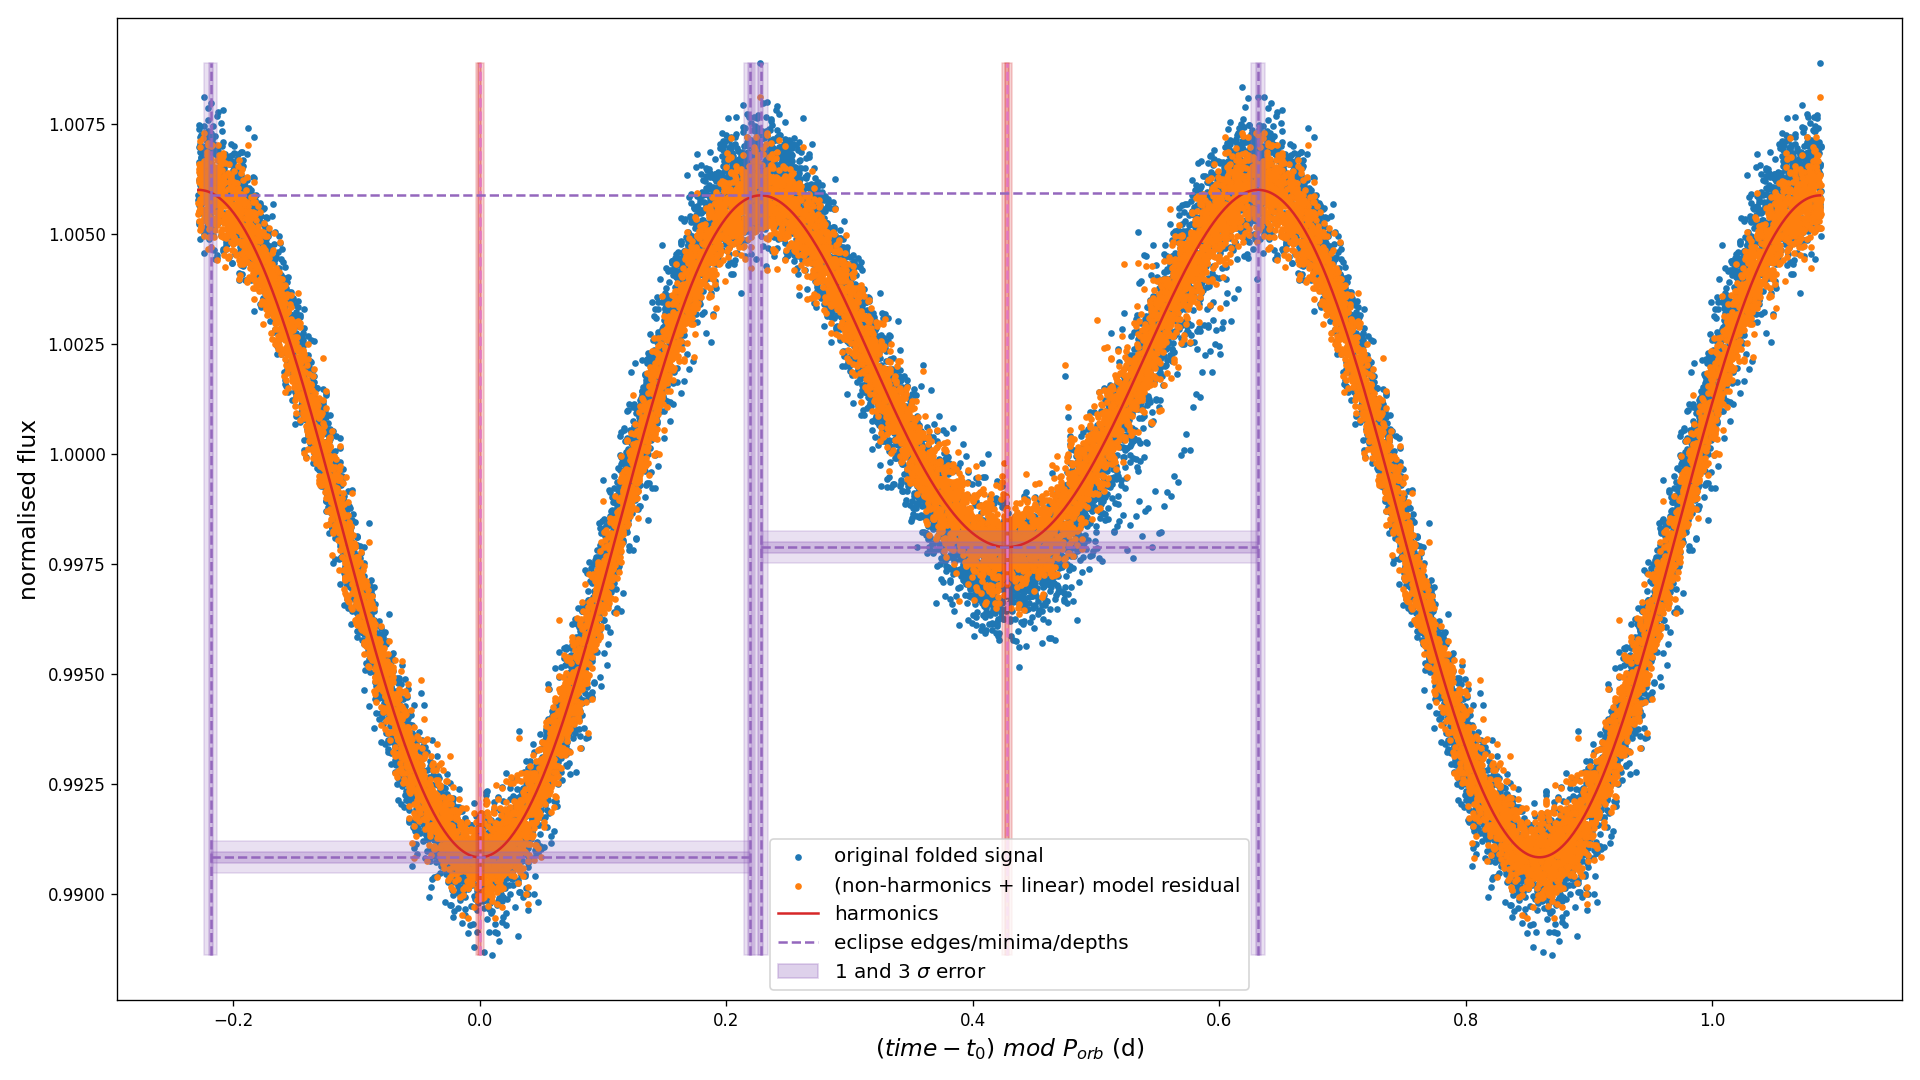 1.0075
1.0050
1.0025
1.0000
0.9975
0.9950
0.9925
0.9900
normalised flux
original folded signal
(non-harmonics + linear) model residual
harmonics
eclipse edges/minima/depths
1 and 3 σ error
−0.2 0.0 0.2 0.4 0.6 0.8 1.0
(time − t₀) mod P_orb (d)